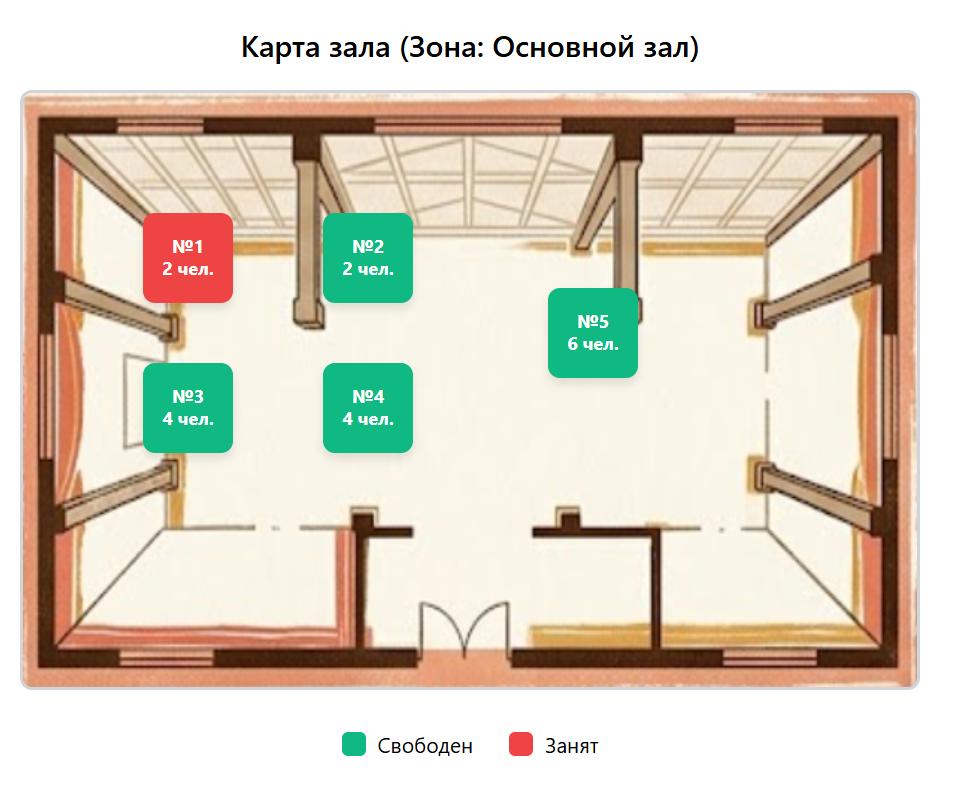 Карта зала (Зона: Основной зал)
№1
2 чел.
№2
2 чел.
№5
6 чел.
№3
4 чел.
№4
4 чел.
Свободен
Занят